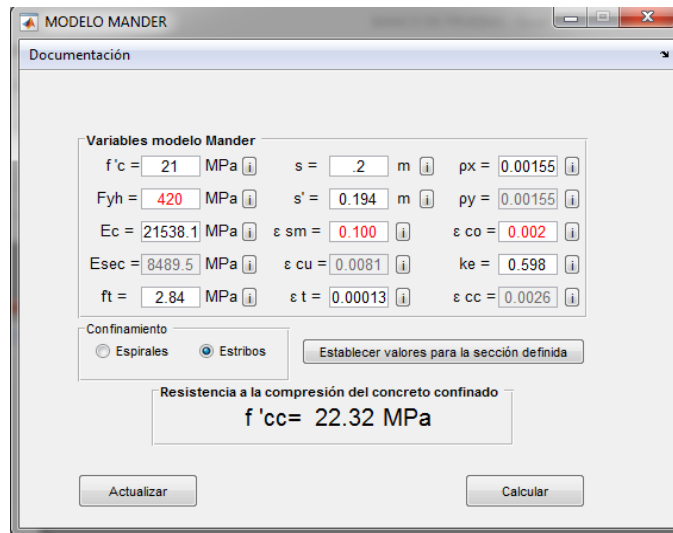 MODELO MANDER
Documentación
Variables modelo Mander
f 'c = 21 MPa i s = .2 m i ρx = 0.00155 i
Fyh = 420 MPa i s' = 0.194 m i ρy = 0.00155 i
Ec = 21538.1 MPa i ε sm = 0.100 i ε co = 0.002 i
Esec = 8489.5 MPa i ε cu = 0.0081 i ke = 0.598 i
ft = 2.84 MPa i ε t = 0.00013 i ε cc = 0.0026 i
Confinamiento
Espirales Estribos Establecer valores para la sección definida
Resistencia a la compresión del concreto confinado
f 'cc= 22.32 MPa
Actualizar Calcular